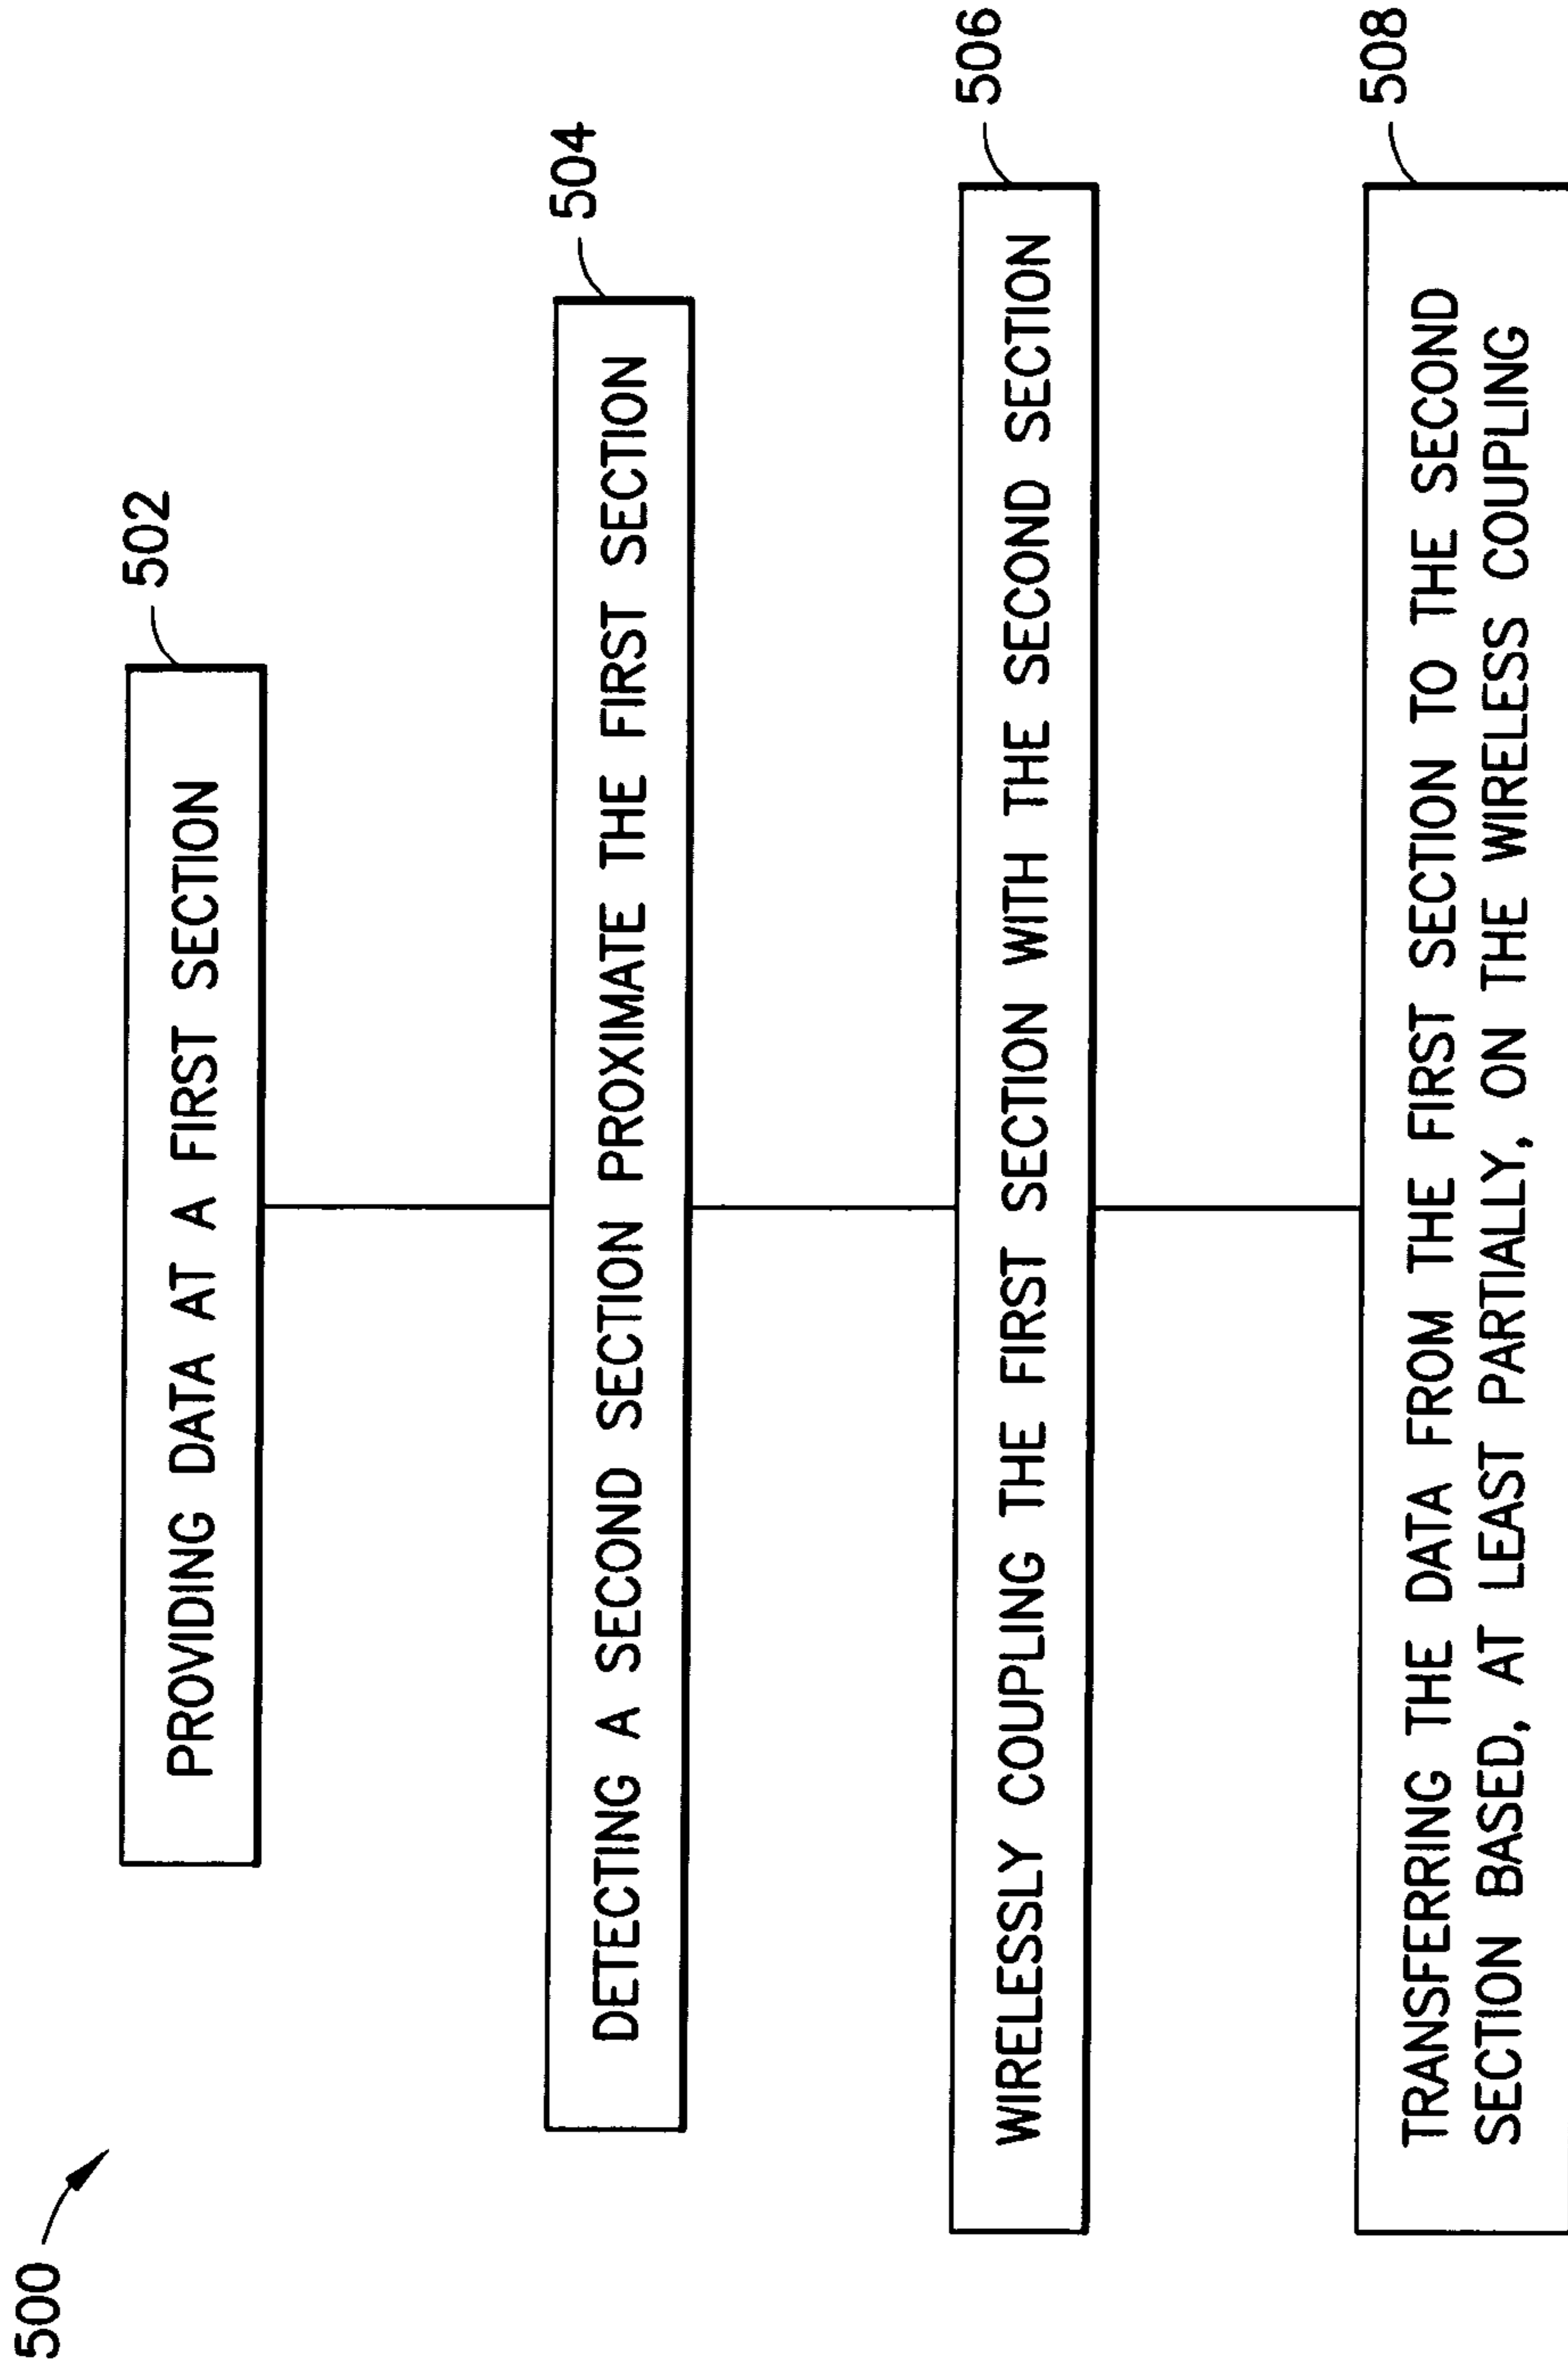 500
502
PROVIDING DATA AT A FIRST SECTION
504
DETECTING A SECOND SECTION PROXIMATE THE FIRST SECTION
506
WIRELESSLY COUPLING THE FIRST SECTION WITH THE SECOND SECTION
508
TRANSFERRING THE DATA FROM THE FIRST SECTION TO THE SECOND
SECTION BASED, AT LEAST PARTIALLY, ON THE WIRELESS COUPLING